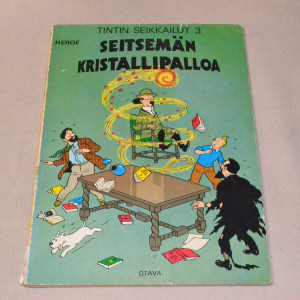 TINTIN SEIKKAILUT 3
HERGÉ
SEITSEMÄN
KRISTALLIPALLOA
OTAVA